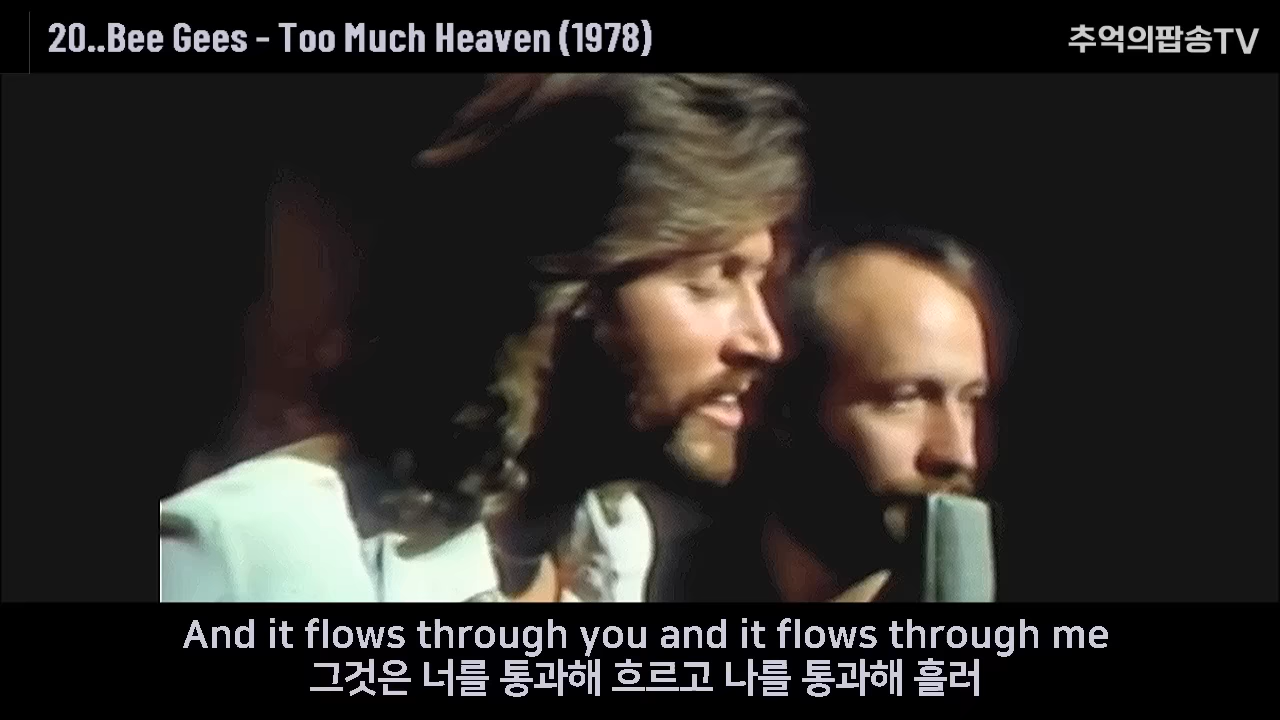 20..Bee Gees - Too Much Heaven (1978)
추억의팝송TV
And it flows through you and it flows through me
그것은 너를 통과해 흐르고 나를 통과해 흘러